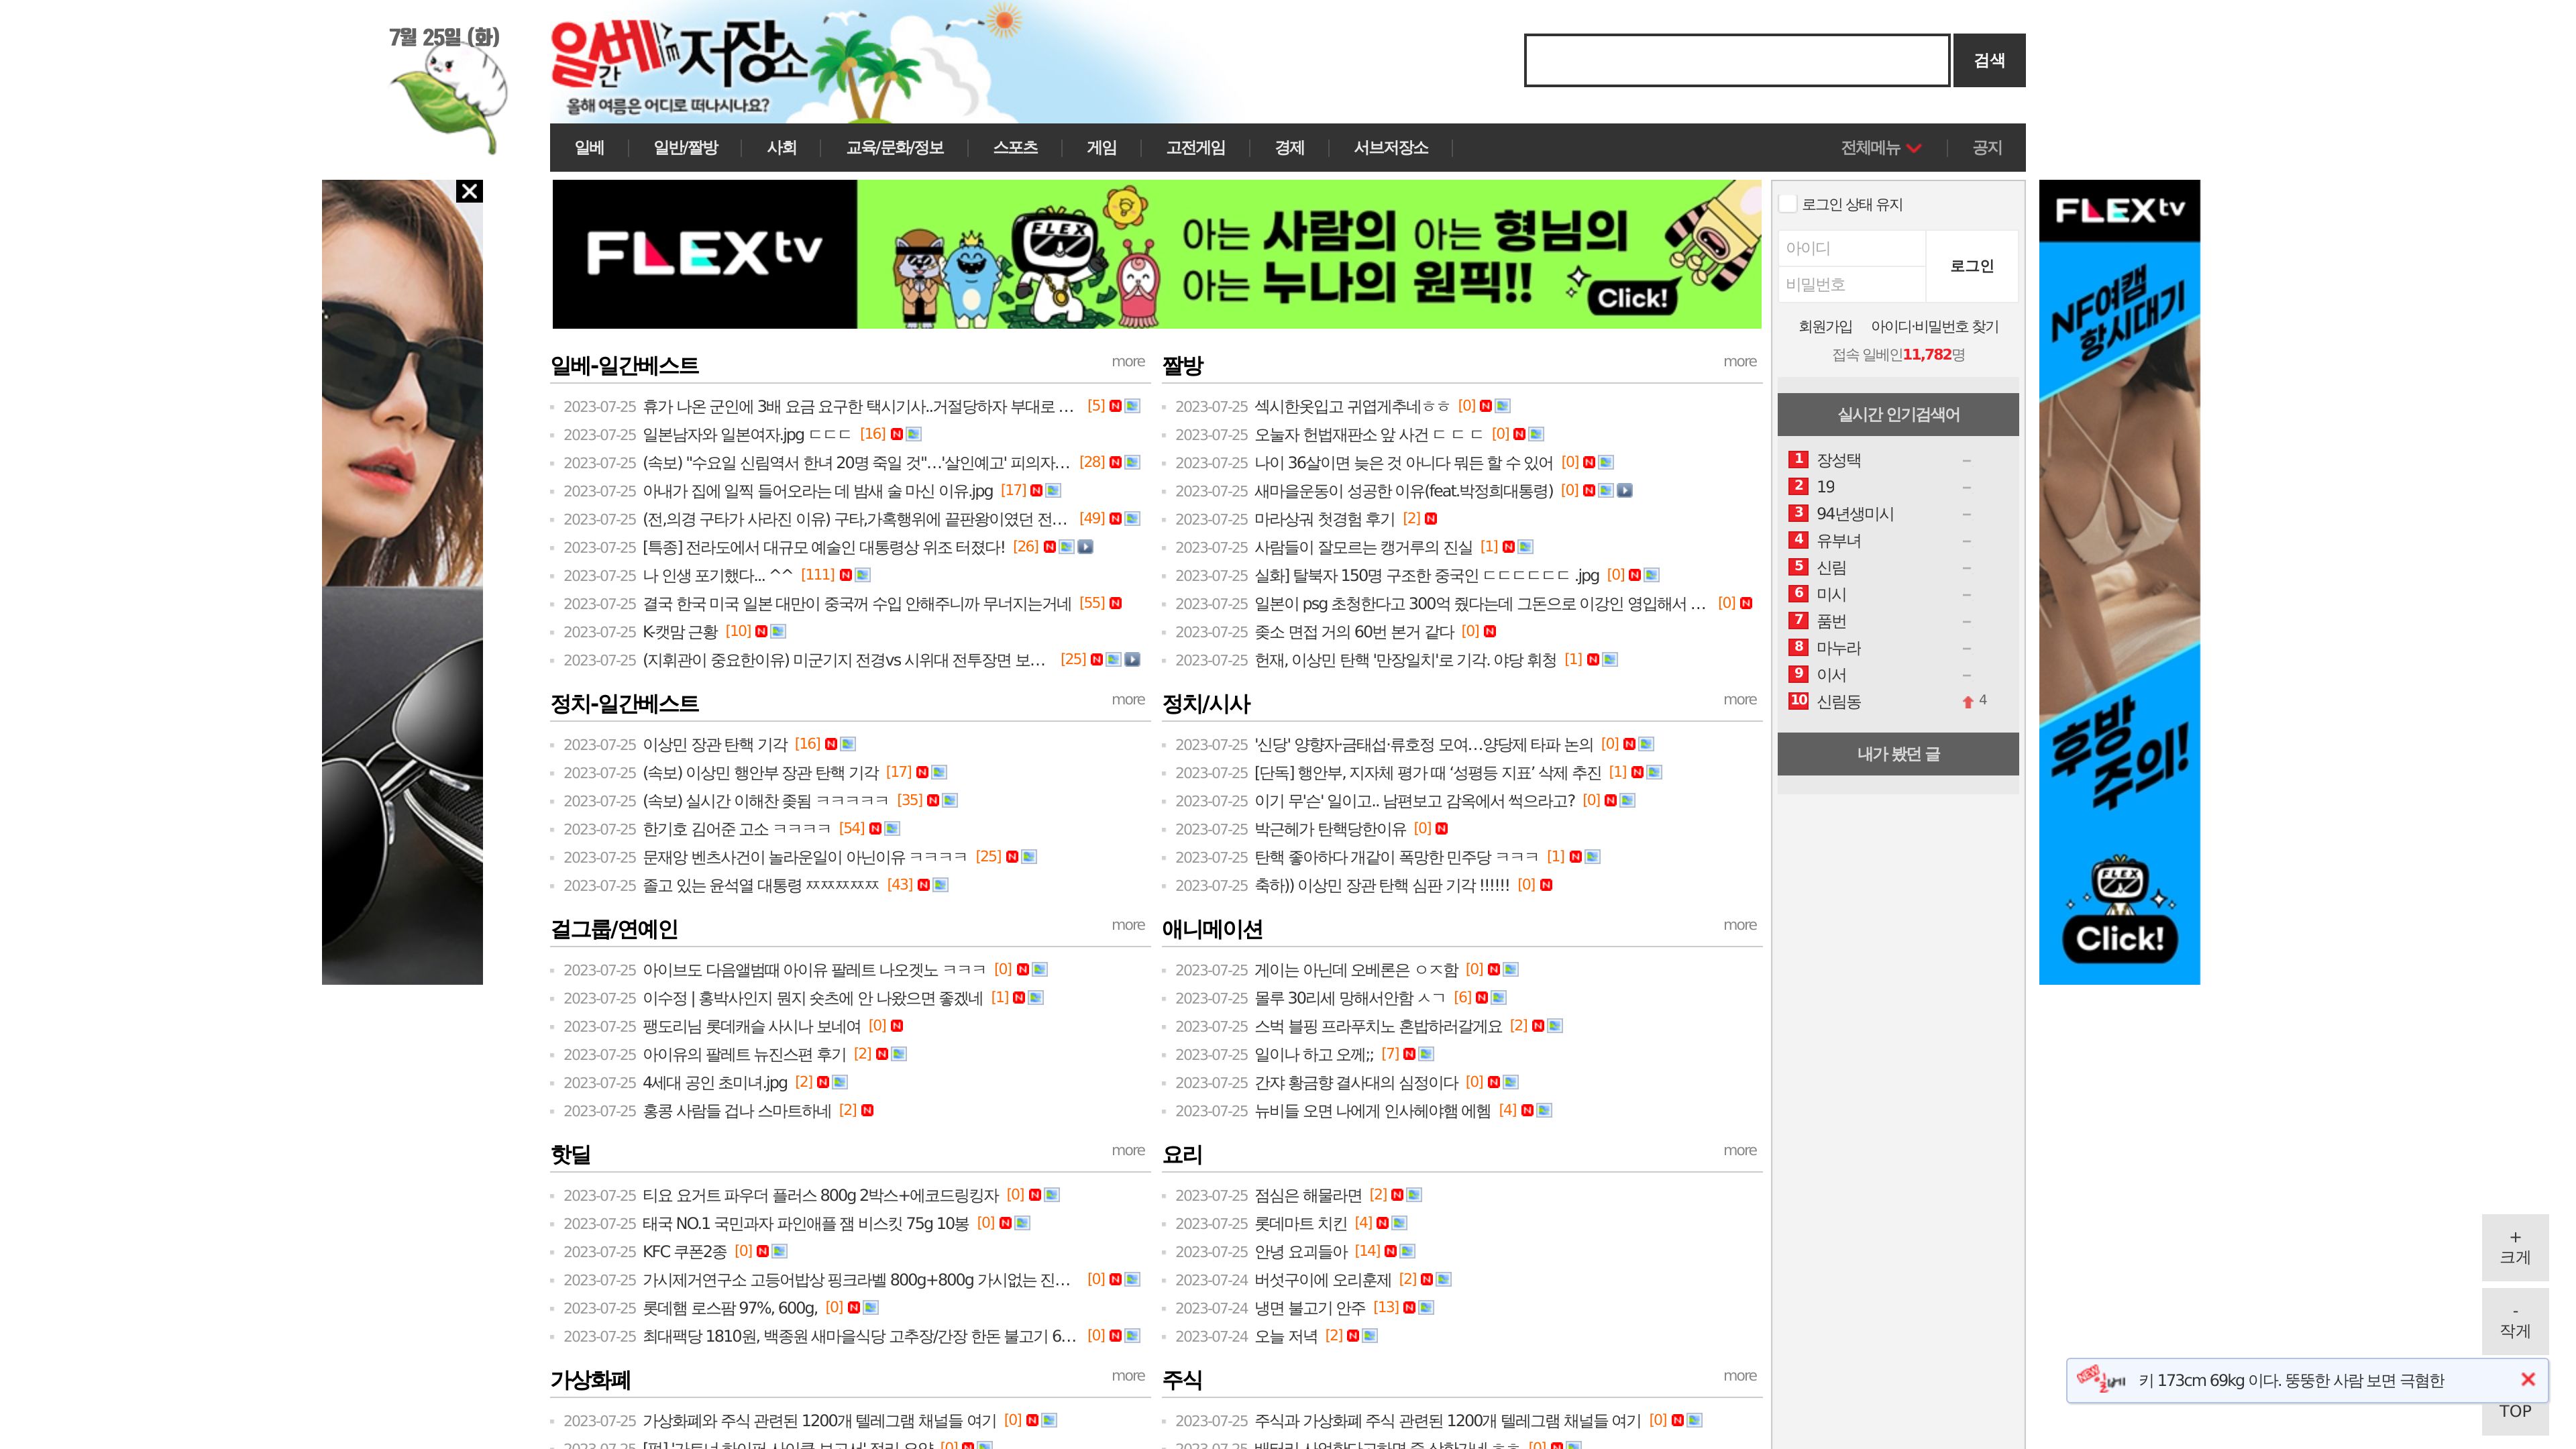 7월 25일 (화)
일간베스트 저장소
올해 여름은 어디로 떠나시나요?
검색
일베
일반/짤방
사회
교육/문화/정보
스포츠
게임
고전게임
경제
서브저장소
전체메뉴
공지
FLEXtv
아는 사람의 아는 형님의
아는 누나의 원픽!!
Click!
로그인 상태 유지
아이디
비밀번호
로그인
회원가입 아이디·비밀번호 찾기
접속 일베인11,782명
실시간 인기검색어
1 장성택 –
2 19 –
3 94년생미시 –
4 유부녀 –
5 신림 –
6 미시 –
7 품번 –
8 마누라 –
9 이서 –
10 신림동 4
내가 봤던 글
FLEXtv
NF여캠
항시대기
후방
주의!
FLEX
Click!
일베-일간베스트 more
2023-07-25 휴가 나온 군인에 3배 요금 요구한 택시기사..거절당하자 부대로 … [5]
2023-07-25 일본남자와 일본여자.jpg ㄷㄷㄷ [16]
2023-07-25 (속보) "수요일 신림역서 한녀 20명 죽일 것"…'살인예고' 피의자… [28]
2023-07-25 아내가 집에 일찍 들어오라는 데 밤새 술 마신 이유.jpg [17]
2023-07-25 (전,의경 구타가 사라진 이유) 구타,가혹행위에 끝판왕이였던 전… [49]
2023-07-25 [특종] 전라도에서 대규모 예술인 대통령상 위조 터졌다! [26]
2023-07-25 나 인생 포기했다... ^^ [111]
2023-07-25 결국 한국 미국 일본 대만이 중국꺼 수입 안해주니까 무너지는거네 [55]
2023-07-25 K-캣맘 근황 [10]
2023-07-25 (지휘관이 중요한이유) 미군기지 전경vs 시위대 전투장면 보… [25]
짤방 more
2023-07-25 섹시한옷입고 귀엽게추네ㅎㅎ [0]
2023-07-25 오늘자 헌법재판소 앞 사건 ㄷ ㄷ ㄷ [0]
2023-07-25 나이 36살이면 늦은 것 아니다 뭐든 할 수 있어 [0]
2023-07-25 새마을운동이 성공한 이유(feat.박정희대통령) [0]
2023-07-25 마라샹궈 첫경험 후기 [2]
2023-07-25 사람들이 잘모르는 캥거루의 진실 [1]
2023-07-25 실화] 탈북자 150명 구조한 중국인 ㄷㄷㄷㄷㄷㄷ .jpg [0]
2023-07-25 일본이 psg 초청한다고 300억 줬다는데 그돈으로 이강인 영입해서 … [0]
2023-07-25 좆소 면접 거의 60번 본거 같다 [0]
2023-07-25 헌재, 이상민 탄핵 '만장일치'로 기각. 야당 휘청 [1]
정치-일간베스트 more
2023-07-25 이상민 장관 탄핵 기각 [16]
2023-07-25 (속보) 이상민 행안부 장관 탄핵 기각 [17]
2023-07-25 (속보) 실시간 이해찬 좆됨 ㅋㅋㅋㅋㅋ [35]
2023-07-25 한기호 김어준 고소 ㅋㅋㅋㅋ [54]
2023-07-25 문재앙 벤츠사건이 놀라운일이 아닌이유 ㅋㅋㅋㅋ [25]
2023-07-25 졸고 있는 윤석열 대통령 ㅉㅉㅉㅉㅉ [43]
정치/시사 more
2023-07-25 '신당' 양향자·금태섭·류호정 모여…양당제 타파 논의 [0]
2023-07-25 [단독] 행안부, 지자체 평가 때 ‘성평등 지표’ 삭제 추진 [1]
2023-07-25 이기 무'슨' 일이고.. 남편보고 감옥에서 썩으라고? [0]
2023-07-25 박근혜가 탄핵당한이유 [0]
2023-07-25 탄핵 좋아하다 개같이 폭망한 민주당 ㅋㅋㅋ [1]
2023-07-25 축하)) 이상민 장관 탄핵 심판 기각 !!!!!! [0]
걸그룹/연예인 more
2023-07-25 아이브도 다음앨범때 아이유 팔레트 나오겟노 ㅋㅋㅋ [0]
2023-07-25 이수정 | 홍박사인지 뭔지 숏츠에 안 나왔으면 좋겠네 [1]
2023-07-25 팽도리님 롯데캐슬 사시나 보네여 [0]
2023-07-25 아이유의 팔레트 뉴진스편 후기 [2]
2023-07-25 4세대 공인 초미녀.jpg [2]
2023-07-25 홍콩 사람들 겁나 스마트하네 [2]
애니메이션 more
2023-07-25 게이는 아닌데 오베론은 ㅇㅈ함 [0]
2023-07-25 몰루 30리세 망해서안함 ㅅㄱ [6]
2023-07-25 스벅 블핑 프라푸치노 혼밥하러갈게요 [2]
2023-07-25 일이나 하고 오께;; [7]
2023-07-25 간쟈 황금향 결사대의 심정이다 [0]
2023-07-25 뉴비들 오면 나에게 인사헤야햄 에헴 [4]
핫딜 more
2023-07-25 티요 요거트 파우더 플러스 800g 2박스+에코드링킹자 [0]
2023-07-25 태국 NO.1 국민과자 파인애플 잼 비스킷 75g 10봉 [0]
2023-07-25 KFC 쿠폰2종 [0]
2023-07-25 가시제거연구소 고등어밥상 핑크라벨 800g+800g 가시없는 진… [0]
2023-07-25 롯데햄 로스팜 97%, 600g, [0]
2023-07-25 최대팩당 1810원, 백종원 새마을식당 고추장/간장 한돈 불고기 6… [0]
요리 more
2023-07-25 점심은 해물라면 [2]
2023-07-25 롯데마트 치킨 [4]
2023-07-25 안녕 요괴들아 [14]
2023-07-24 버섯구이에 오리훈제 [2]
2023-07-24 냉면 불고기 안주 [13]
2023-07-24 오늘 저녁 [2]
가상화폐 more
2023-07-25 가상화폐와 주식 관련된 1200개 텔레그램 채널들 여기 [0]
주식 more
2023-07-25 주식과 가상화폐 주식 관련된 1200개 텔레그램 채널들 여기 [0]
+
크게
-
작게
NEW 일베 키 173cm 69kg 이다. 뚱뚱한 사람 보면 극혐한
TOP